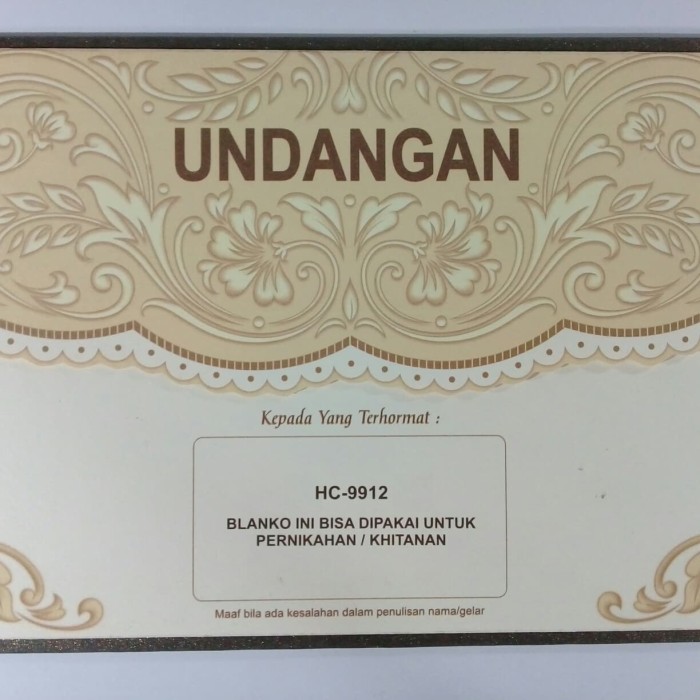 UNDANGAN
Kepada Yang Terhormat :
HC-9912
BLANKO INI BISA DIPAKAI UNTUK
PERNIKAHAN / KHITANAN
Maaf bila ada kesalahan dalam penulisan nama/gelar